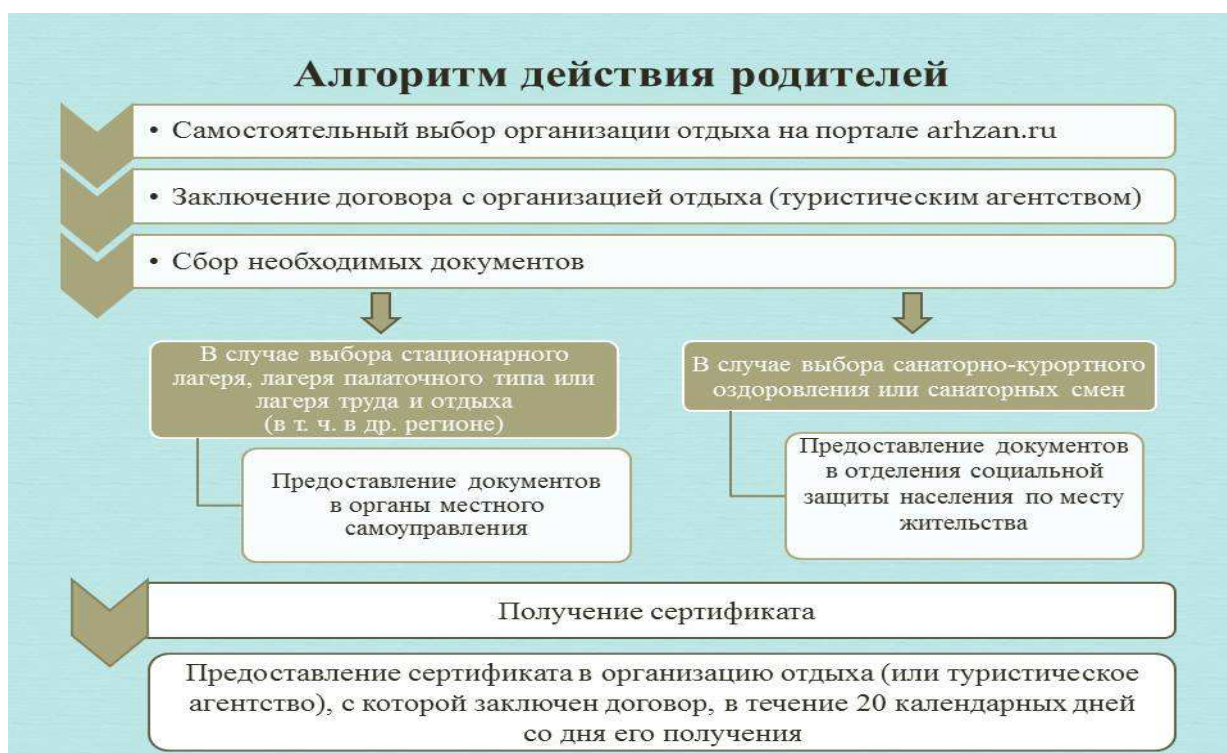 Алгоритм действия родителей
• Самостоятельный выбор организации отдыха на портале arhzan.ru
• Заключение договора с организацией отдыха (туристическим агентством)
• Сбор необходимых документов
В случае выбора стационарного
лагеря, лагеря палаточного типа или
лагеря труда и отдыха
(в т. ч. в др. регионе)
Предоставление документов
в органы местного
самоуправления
В случае выбора санаторно-курортного
оздоровления или санаторных смен
Предоставление документов
в отделения социальной
защиты населения по месту
жительства
Получение сертификата
Предоставление сертификата в организацию отдыха (или туристическое
агентство), с которой заключен договор, в течение 20 календарных дней
со дня его получения